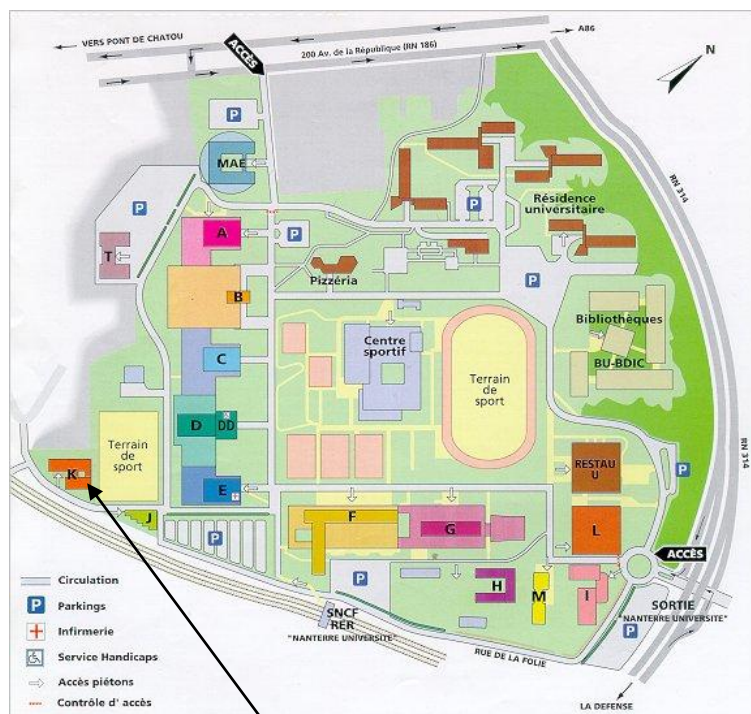 VERS PONT DE CHATOU
ACCÈS
200 Av. de la République (RN 186)
A86
N
P
MAE
RN 314
P
T
A
P
P
Résidence
universitaire
Pizzéria
P
B
Bibliothèques
Centre
sportif
C
BU-BDIC
Terrain
de
sport
D
DD
Terrain
de
sport
RN 314
K
RESTAU
U
P
E
J
F
G
L
P
ACCÈS
Circulation
P
H
M
I
P Parkings
SNCF
RER
"NANTERRE UNIVERSITÉ"
SORTIE
"NANTERRE UNIVERSITÉ"
P
Infirmerie
Service Handicaps
RUE DE LA FOLIE
Accès piétons
Contrôle d' accès
LA DEFENSE